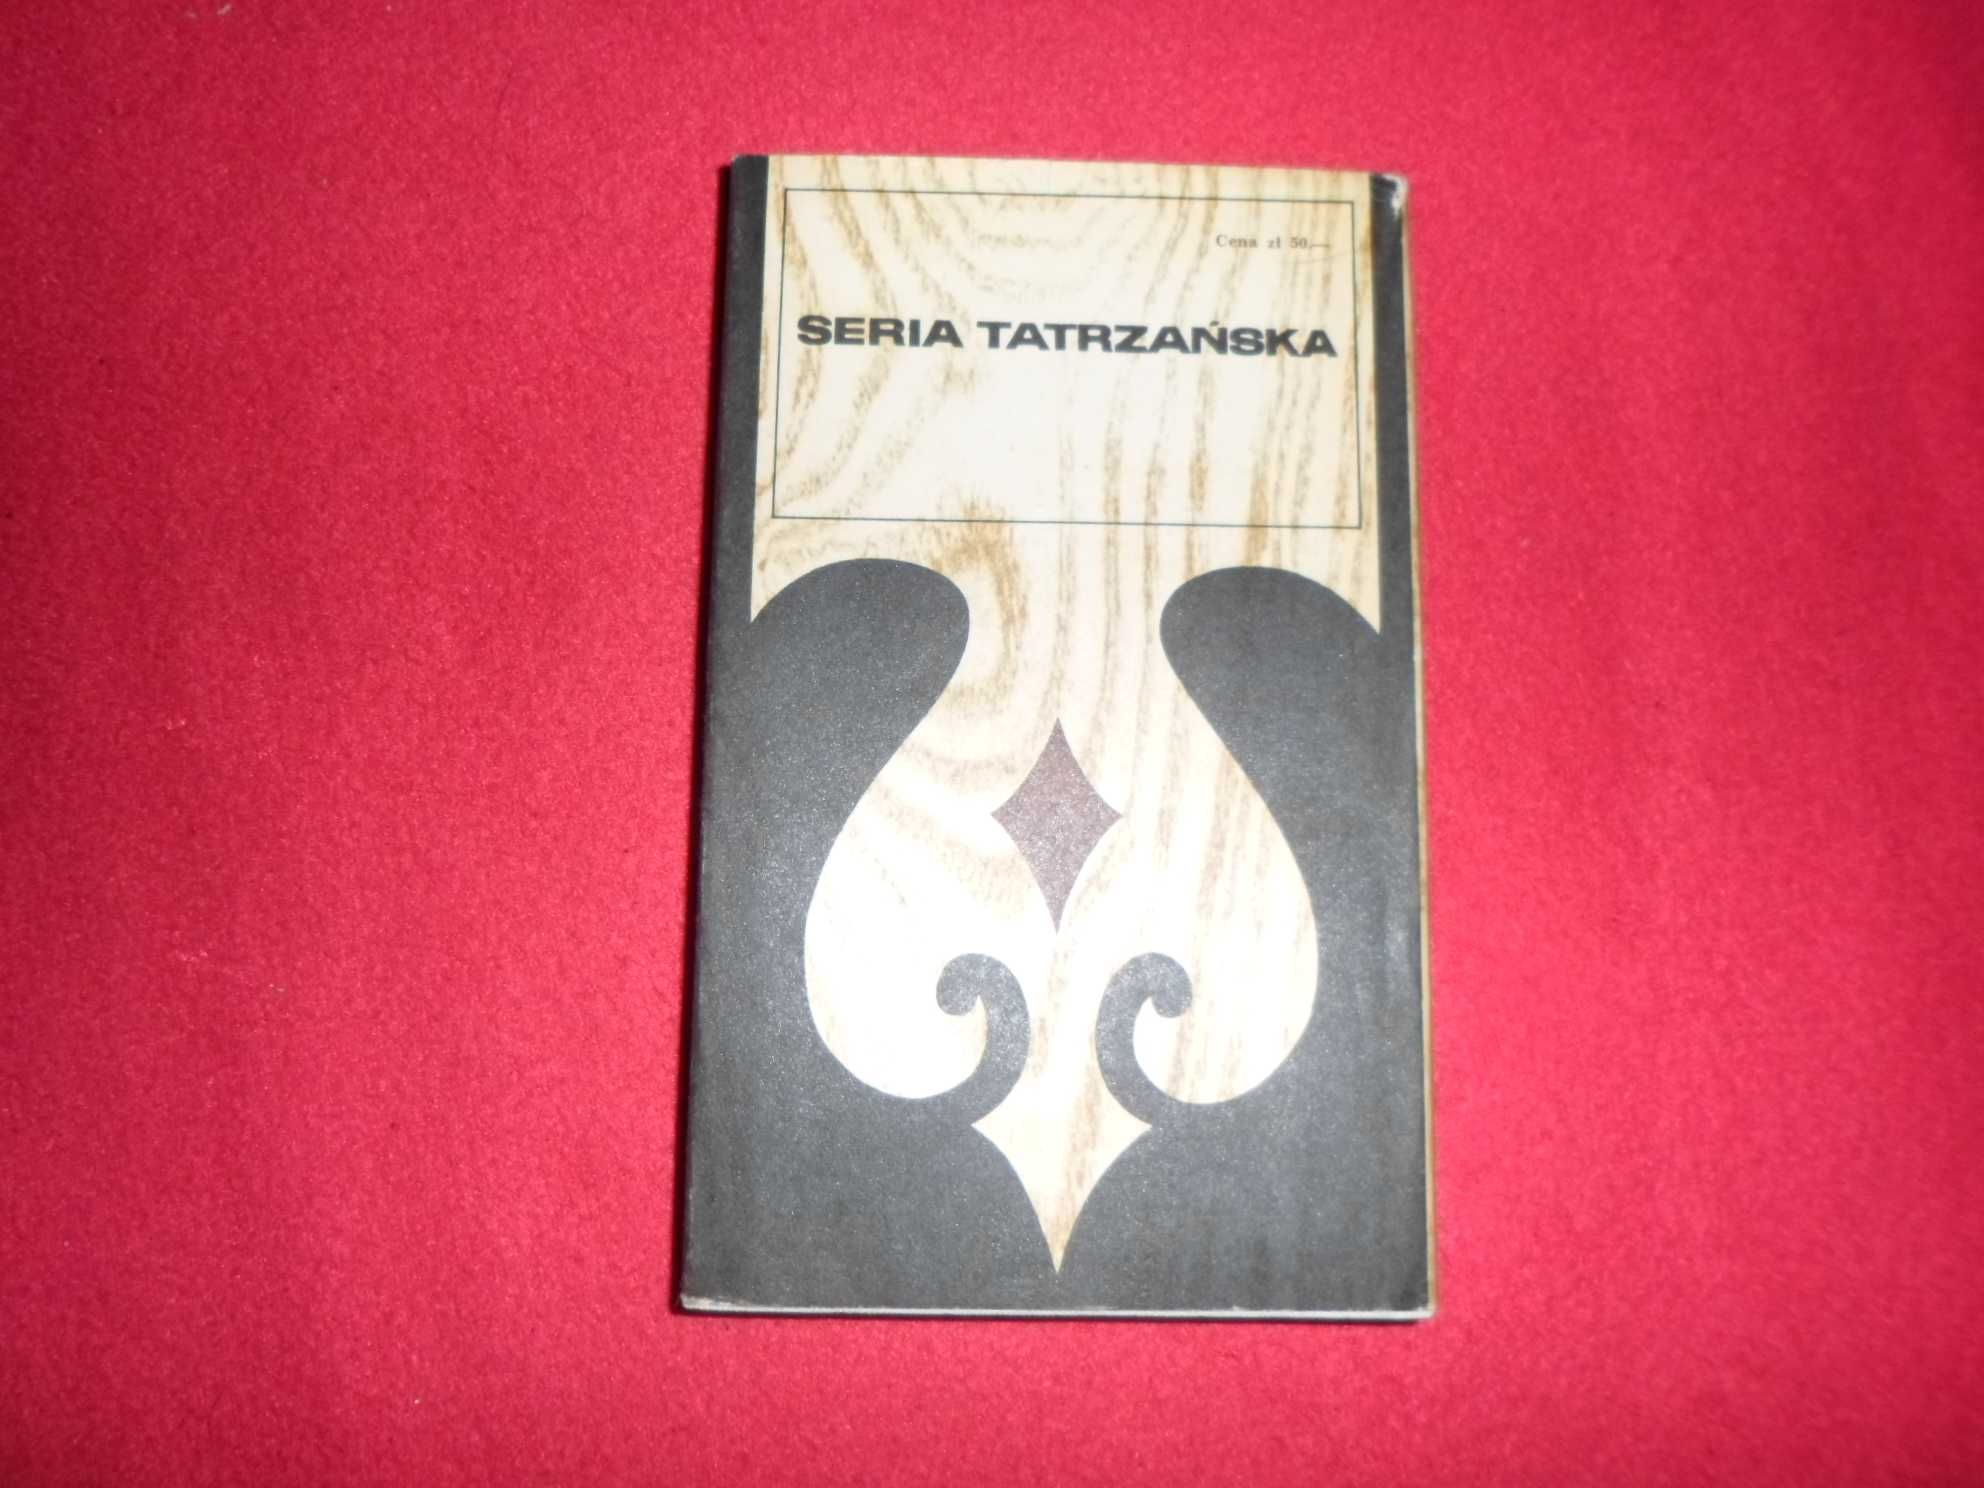 Cena zł 50,—
SERIA TATRZAŃSKA